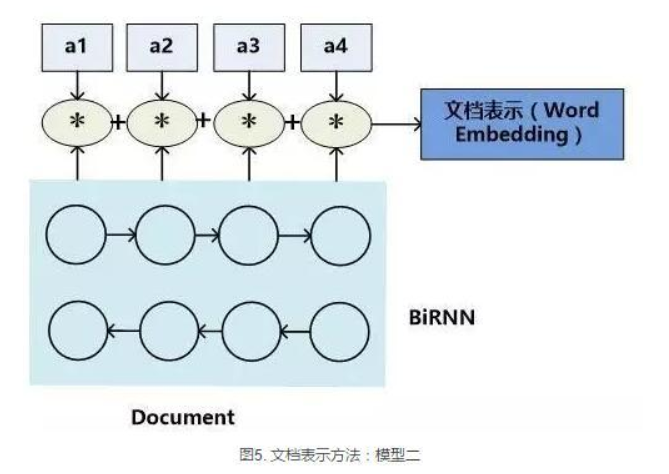 a1 a2 a3 a4
* + * + * + *
文档表示（Word
Embedding）
BiRNN
Document
图5. 文档表示方法：模型二